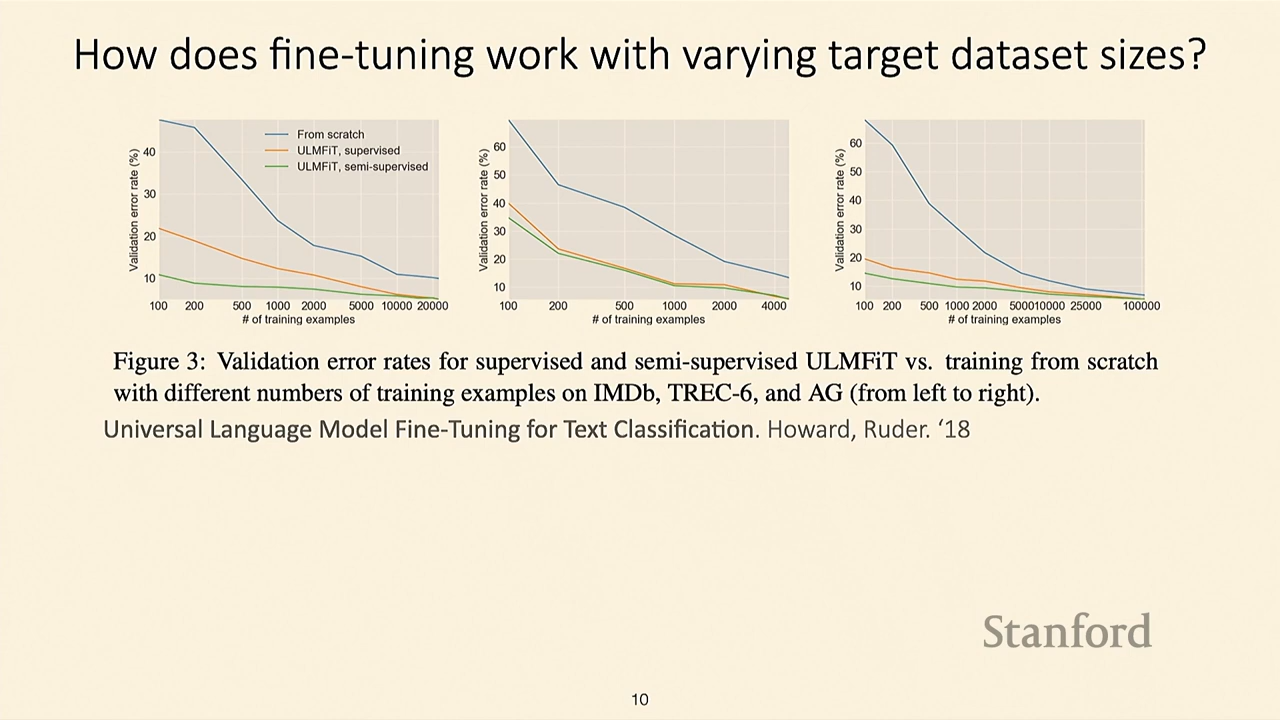 How does fine-tuning work with varying target dataset sizes?
From scratch
ULMFiT, supervised
ULMFiT, semi-supervised
Validation error rate (%)
40
30
20
10
100 200 500 1000 2000 5000 10000 20000
# of training examples
Validation error rate (%)
60
50
40
30
20
10
100 200 500 1000 2000 4000
# of training examples
Validation error rate (%)
60
50
40
30
20
10
100 200 500 1000 2000 5000 10000 25000 100000
# of training examples
Figure 3: Validation error rates for supervised and semi-supervised ULMFiT vs. training from scratch
with different numbers of training examples on IMDb, TREC-6, and AG (from left to right).
Universal Language Model Fine-Tuning for Text Classification. Howard, Ruder. ‘18
Stanford
10